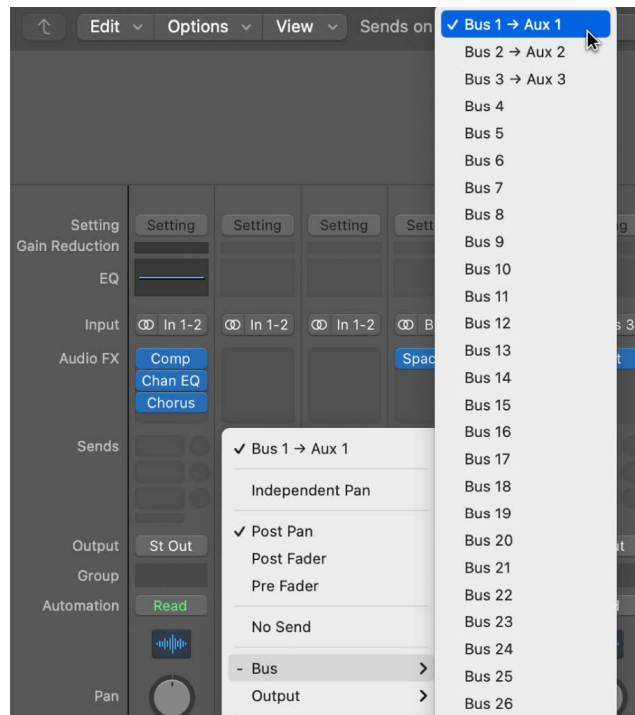 Edit Options View Sends on
✓ Bus 1 → Aux 1
Bus 2 → Aux 2
Bus 3 → Aux 3
Bus 4
Bus 5
Bus 6
Bus 7
Bus 8
Bus 9
Bus 10
Bus 11
Bus 12
Bus 13
Bus 14
Bus 15
Bus 16
Bus 17
Bus 18
Bus 19
Bus 20
Bus 21
Bus 22
Bus 23
Bus 24
Bus 25
Bus 26
Setting Setting Setting Setting
Gain Reduction
EQ
Input In 1-2 In 1-2 In 1-2
Audio FX Comp
Chan EQ
Chorus
Sends
✓ Bus 1 → Aux 1
Independent Pan
✓ Post Pan
Post Fader
Pre Fader
No Send
- Bus >
Output >
Output St Out
Group
Automation Read
Pan